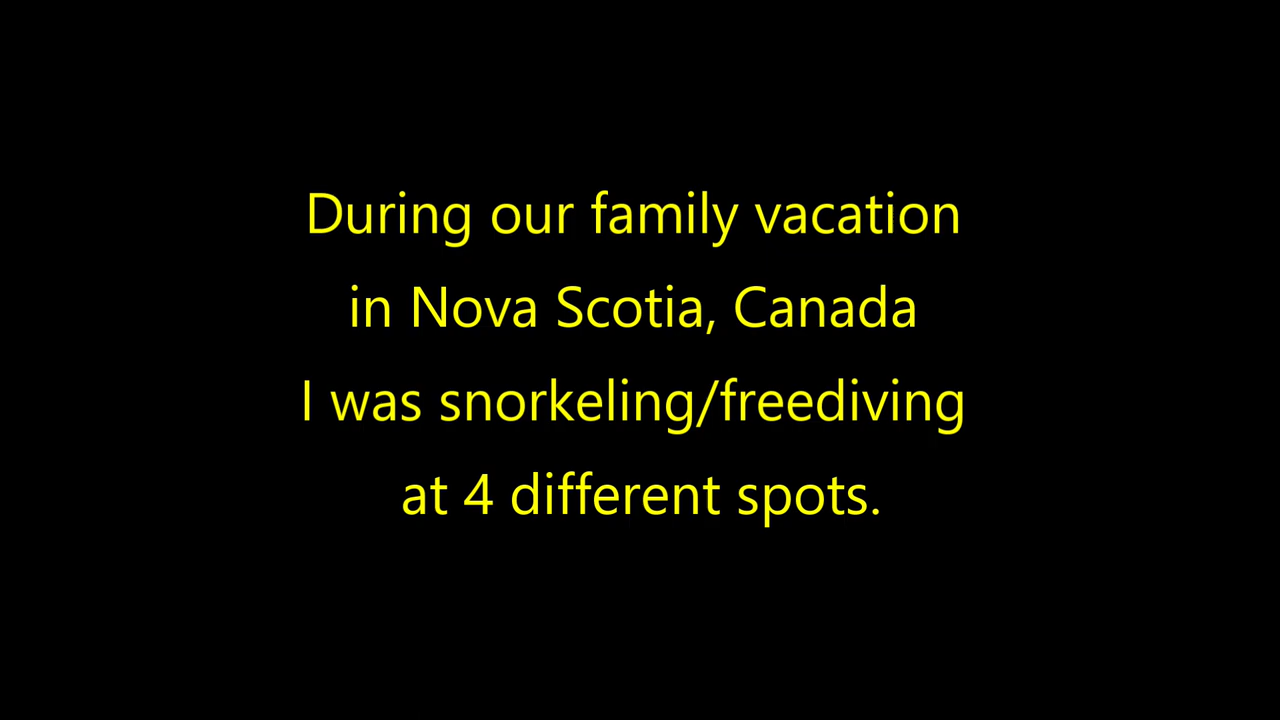 During our family vacation
in Nova Scotia, Canada
I was snorkeling/freediving
at 4 different spots.